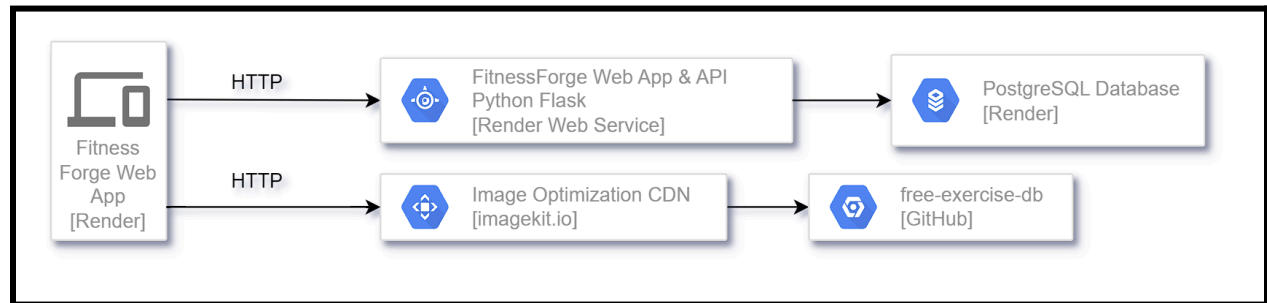 Fitness
Forge Web
App
[Render]
HTTP
FitnessForge Web App & API
Python Flask
[Render Web Service]
PostgreSQL Database
[Render]
HTTP
Image Optimization CDN
[imagekit.io]
free-exercise-db
[GitHub]